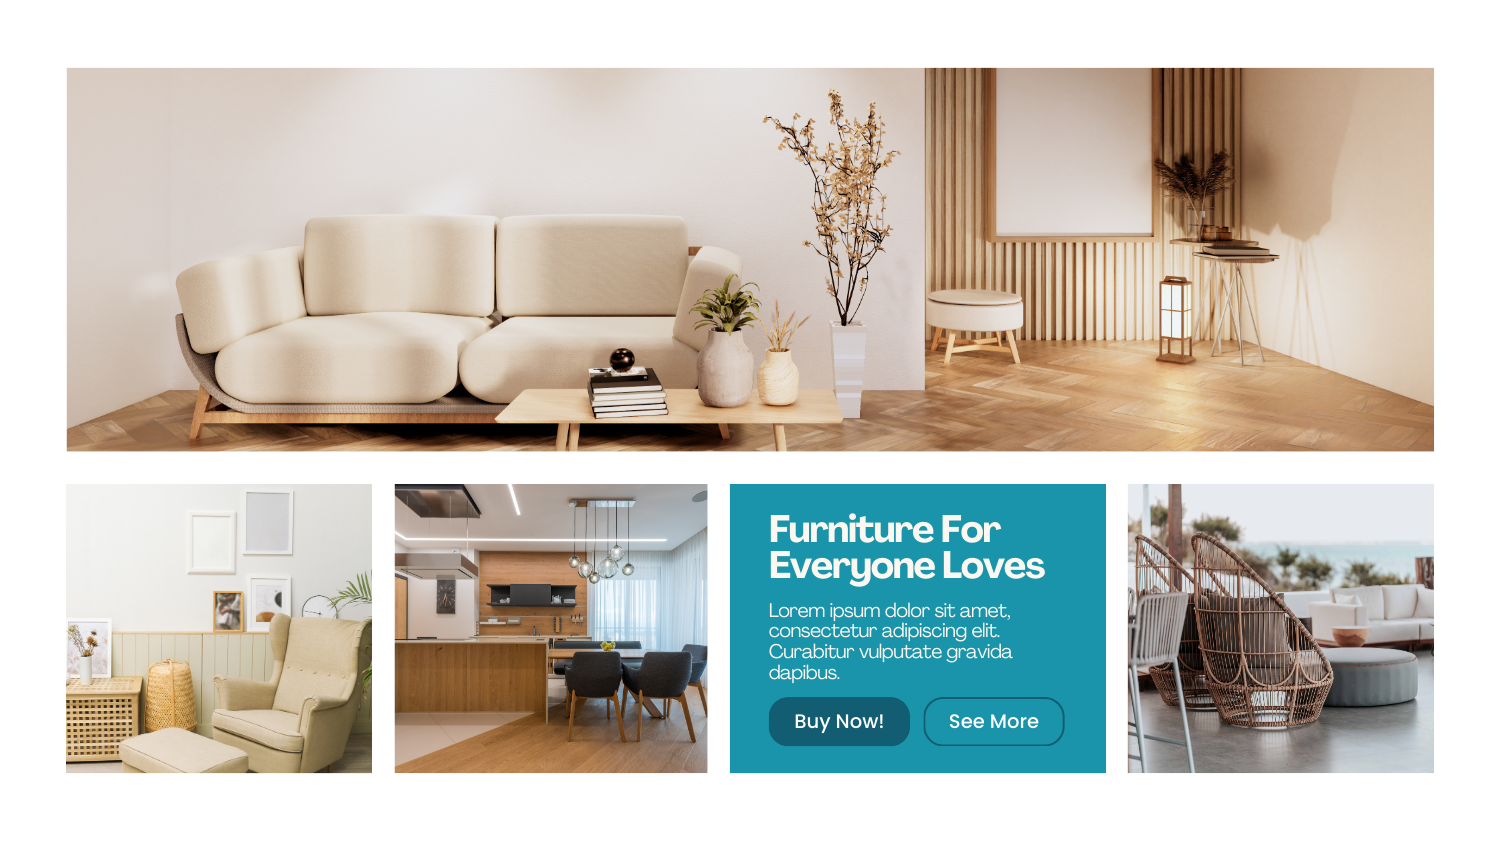 Furniture For
Everyone Loves
Lorem ipsum dolor sit amet,
consectetur adipiscing elit.
Curabitur vulputate gravida
dapibus.
Buy Now!
See More